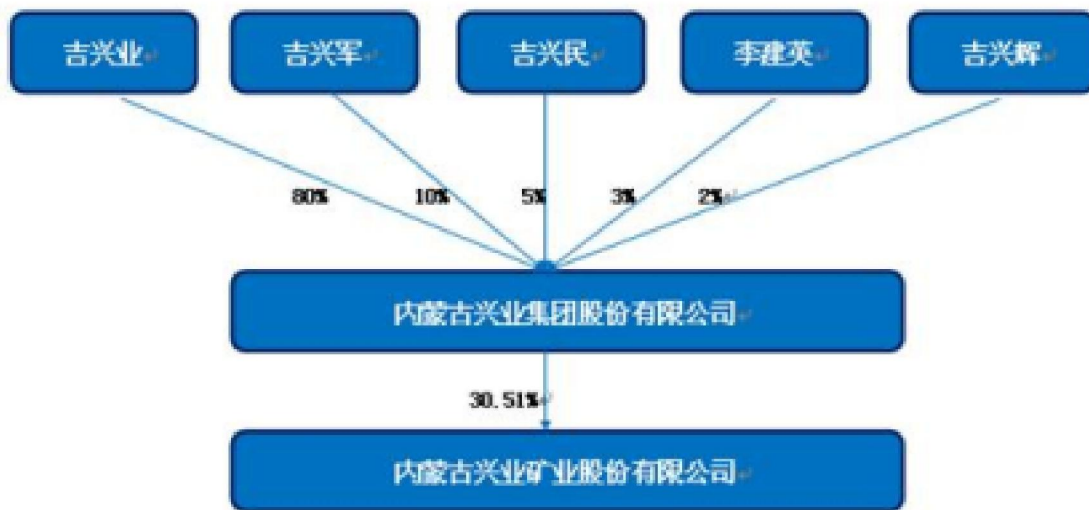 吉兴业 吉兴军 吉兴民 李建英 吉兴辉
80% 10% 5% 3% 2%
内蒙古兴业集团股份有限公司
30.51%
内蒙古兴业矿业股份有限公司